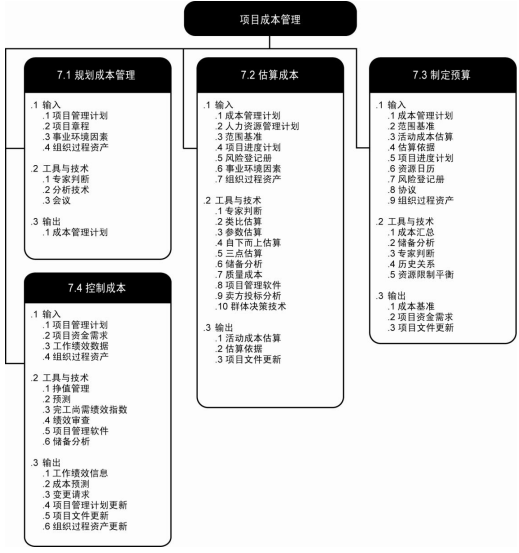 项目成本管理
7.1 规划成本管理
.1 输入
.1 项目管理计划
.2 项目章程
.3 事业环境因素
.4 组织过程资产
.2 工具与技术
.1 专家判断
.2 分析技术
.3 会议
.3 输出
.1 成本管理计划
7.2 估算成本
.1 输入
.1 成本管理计划
.2 人力资源管理计划
.3 范围基准
.4 项目进度计划
.5 风险登记册
.6 事业环境因素
.7 组织过程资产
.2 工具与技术
.1 专家判断
.2 类比估算
.3 参数估算
.4 自下而上估算
.5 三点估算
.6 储备分析
.7 质量成本
.8 项目管理软件
.9 卖方投标分析
.10 群体决策技术
.3 输出
.1 活动成本估算
.2 估算依据
.3 项目文件更新
7.3 制定预算
.1 输入
.1 成本管理计划
.2 范围基准
.3 活动成本估算
.4 估算依据
.5 项目进度计划
.6 资源日历
.7 风险登记册
.8 协议
.9 组织过程资产
.2 工具与技术
.1 成本汇总
.2 储备分析
.3 专家判断
.4 历史关系
.5 资源限制平衡
.3 输出
.1 成本基准
.2 项目资金需求
.3 项目文件更新
7.4 控制成本
.1 输入
.1 项目管理计划
.2 项目资金需求
.3 工作绩效数据
.4 组织过程资产
.2 工具与技术
.1 挣值管理
.2 预测
.3 完工尚需绩效指数
.4 绩效审查
.5 项目管理软件
.6 储备分析
.3 输出
.1 工作绩效信息
.2 成本预测
.3 变更请求
.4 项目管理计划更新
.5 项目文件更新
.6 组织过程资产更新